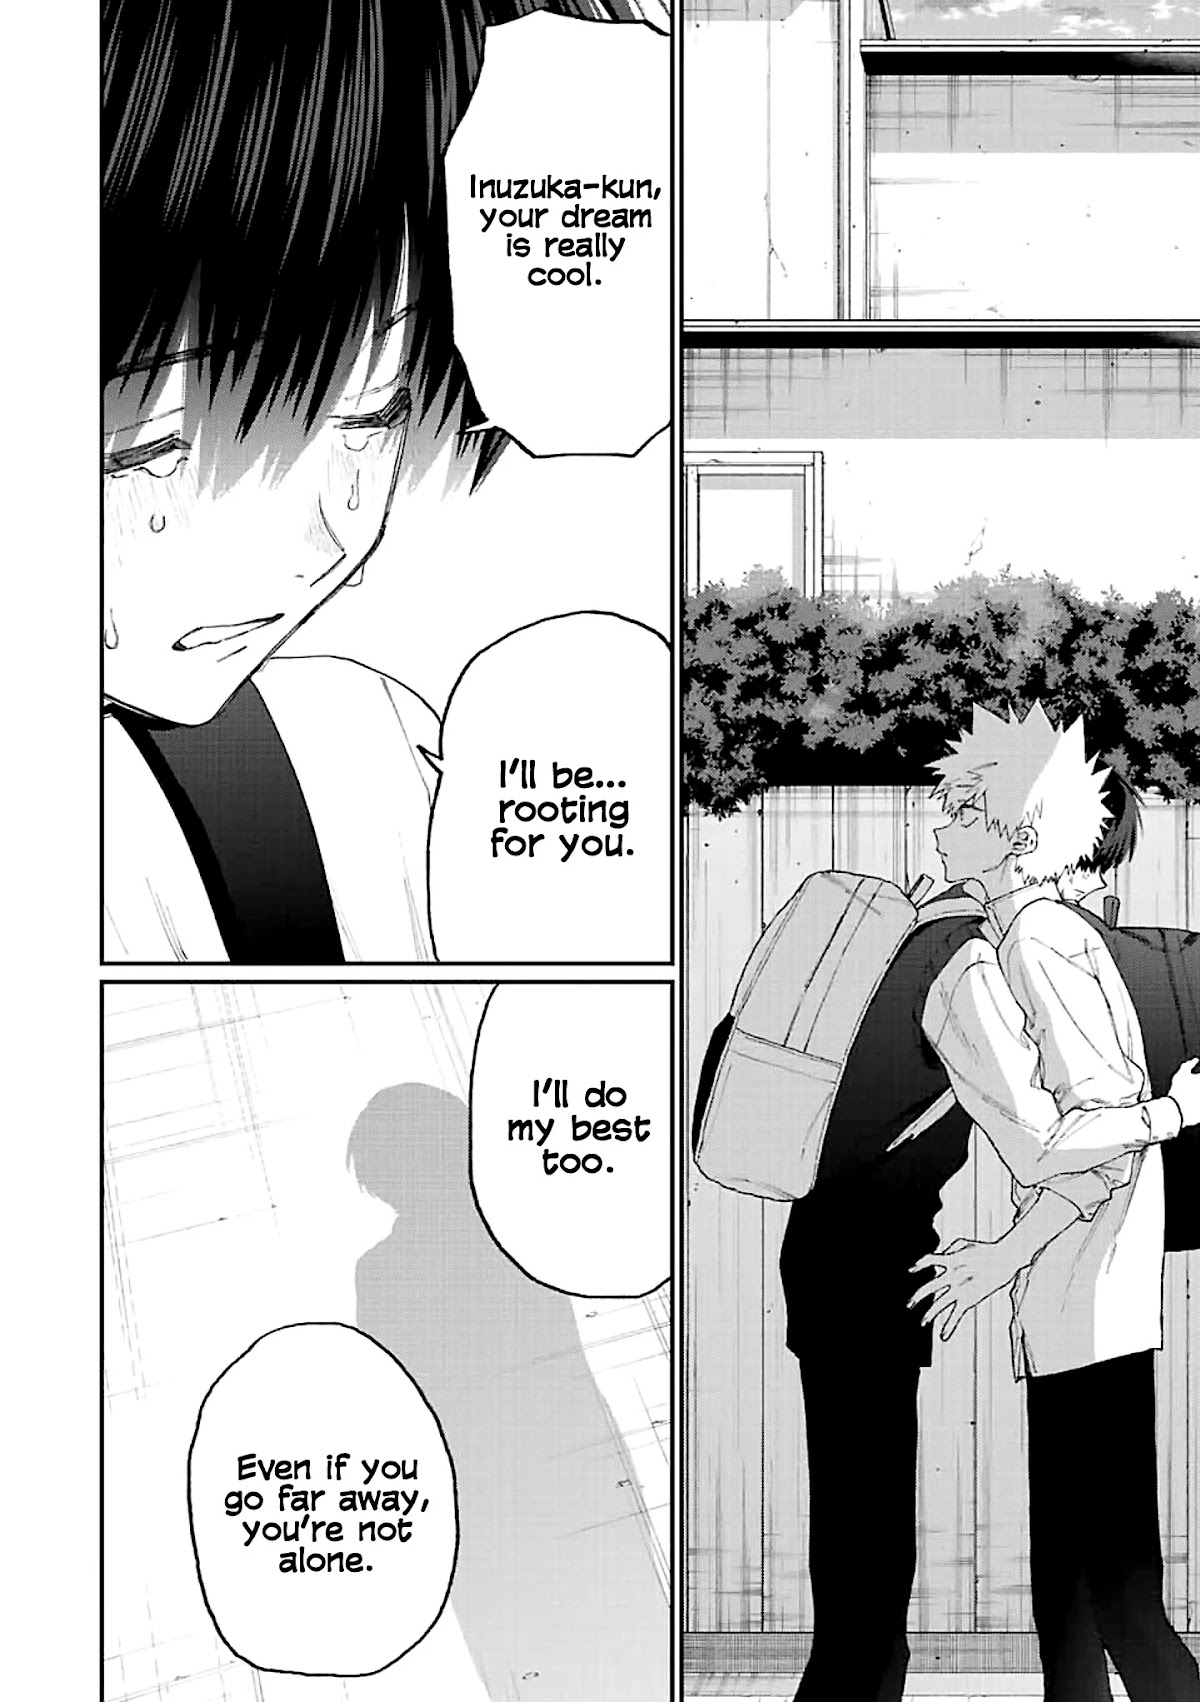 Inuzuka-kun,
your dream
is really
cool.
I'll be...
rooting
for you.
I'll do
my best
too.
Even if you
go far away,
you're not
alone.